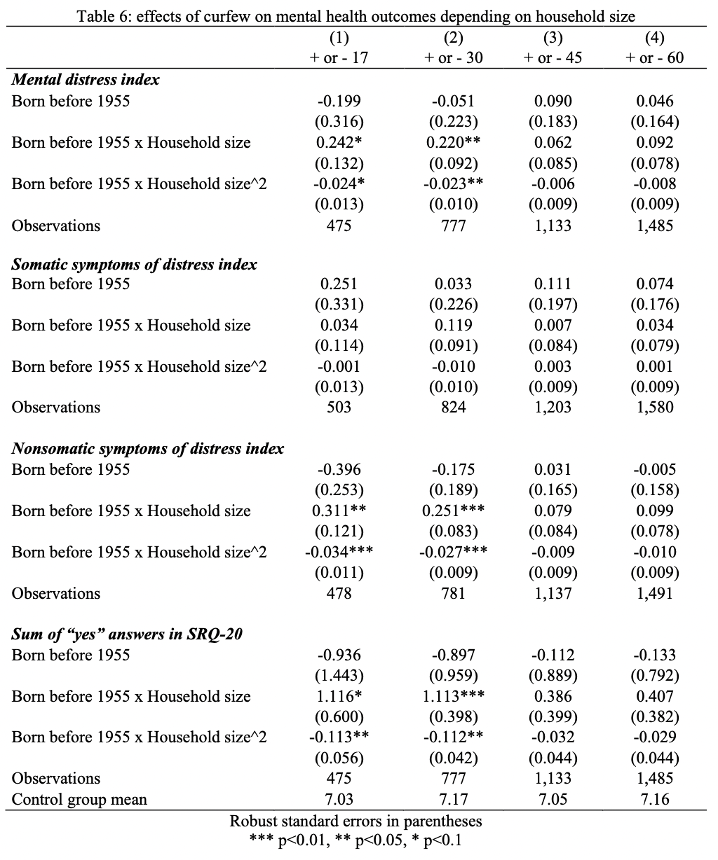 Table 6: effects of curfew on mental health outcomes depending on household size
(1) (2) (3) (4)
+ or - 17 + or - 30 + or - 45 + or - 60
Mental distress index
Born before 1955 -0.199 -0.051 0.090 0.046
(0.316) (0.223) (0.183) (0.164)
Born before 1955 x Household size 0.242* 0.220** 0.062 0.092
(0.132) (0.092) (0.085) (0.078)
Born before 1955 x Household size^2 -0.024* -0.023** -0.006 -0.008
(0.013) (0.010) (0.009) (0.009)
Observations 475 777 1,133 1,485
Somatic symptoms of distress index
Born before 1955 0.251 0.033 0.111 0.074
(0.331) (0.226) (0.197) (0.176)
Born before 1955 x Household size 0.034 0.119 0.007 0.034
(0.114) (0.091) (0.084) (0.079)
Born before 1955 x Household size^2 -0.001 -0.010 0.003 0.001
(0.013) (0.010) (0.009) (0.009)
Observations 503 824 1,203 1,580
Nonsomatic symptoms of distress index
Born before 1955 -0.396 -0.175 0.031 -0.005
(0.253) (0.189) (0.165) (0.158)
Born before 1955 x Household size 0.311** 0.251*** 0.079 0.099
(0.121) (0.083) (0.084) (0.078)
Born before 1955 x Household size^2 -0.034*** -0.027*** -0.009 -0.010
(0.011) (0.009) (0.009) (0.009)
Observations 478 781 1,137 1,491
Sum of “yes” answers in SRQ-20
Born before 1955 -0.936 -0.897 -0.112 -0.133
(1.443) (0.959) (0.889) (0.792)
Born before 1955 x Household size 1.116* 1.113*** 0.386 0.407
(0.600) (0.398) (0.399) (0.382)
Born before 1955 x Household size^2 -0.113** -0.112** -0.032 -0.029
(0.056) (0.042) (0.044) (0.044)
Observations 475 777 1,133 1,485
Control group mean 7.03 7.17 7.05 7.16
Robust standard errors in parentheses
*** p<0.01, ** p<0.05, * p<0.1